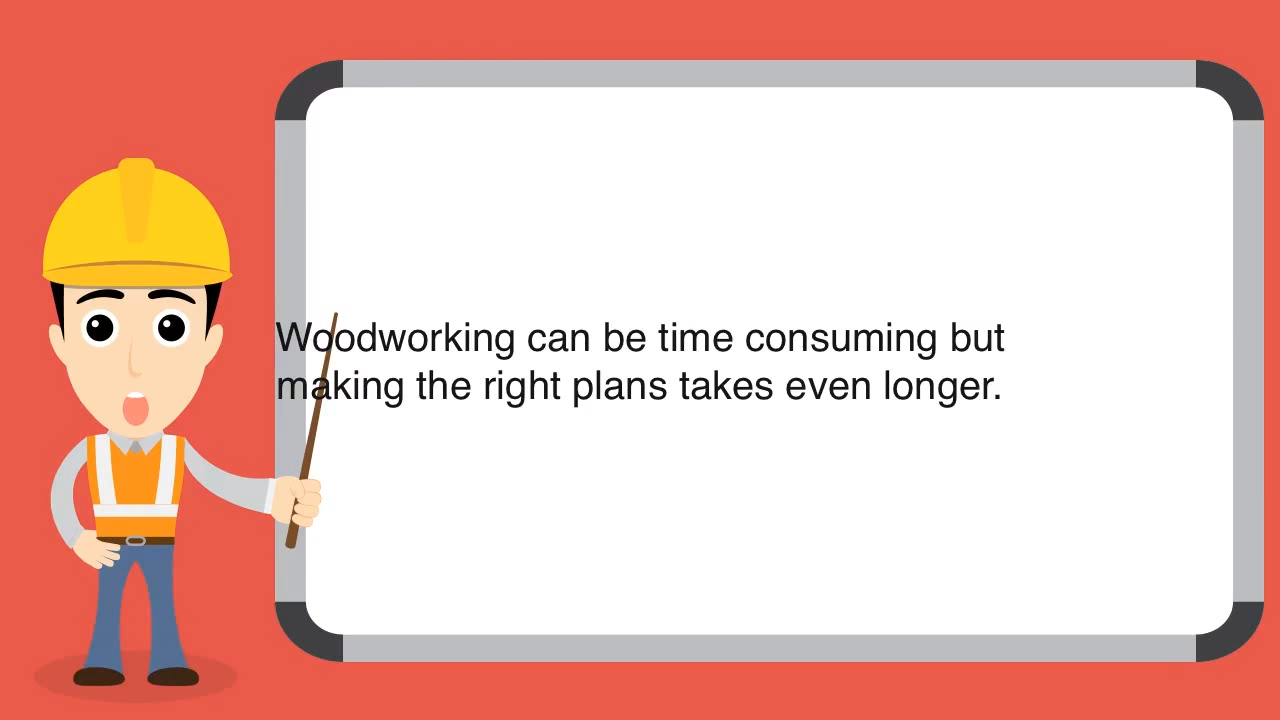 Woodworking can be time consuming but
making the right plans takes even longer.